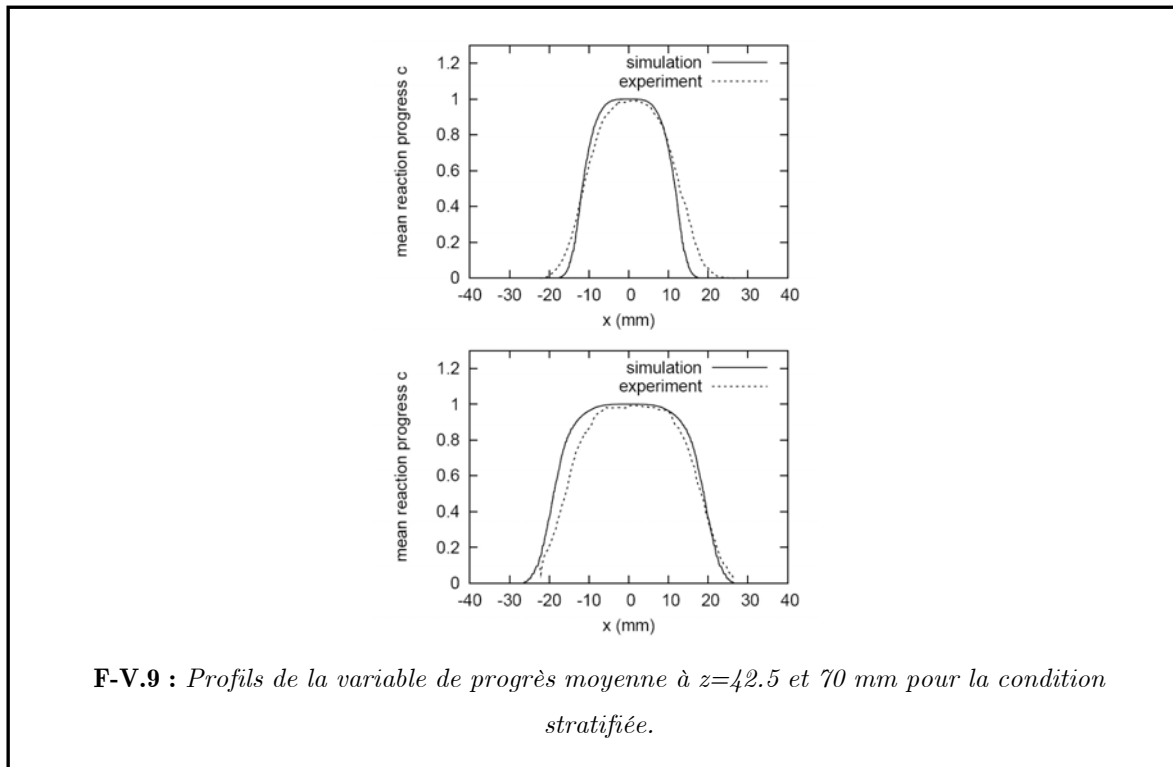 1.2
1
0.8
0.6
0.4
0.2
0
mean reaction progress c
simulation
experiment
-40 -30 -20 -10 0 10 20 30 40
x (mm)
1.2
1
0.8
0.6
0.4
0.2
0
mean reaction progress c
simulation
experiment
-40 -30 -20 -10 0 10 20 30 40
x (mm)
F-V.9 : Profils de la variable de progrès moyenne à z=42.5 et 70 mm pour la condition
stratifiée.